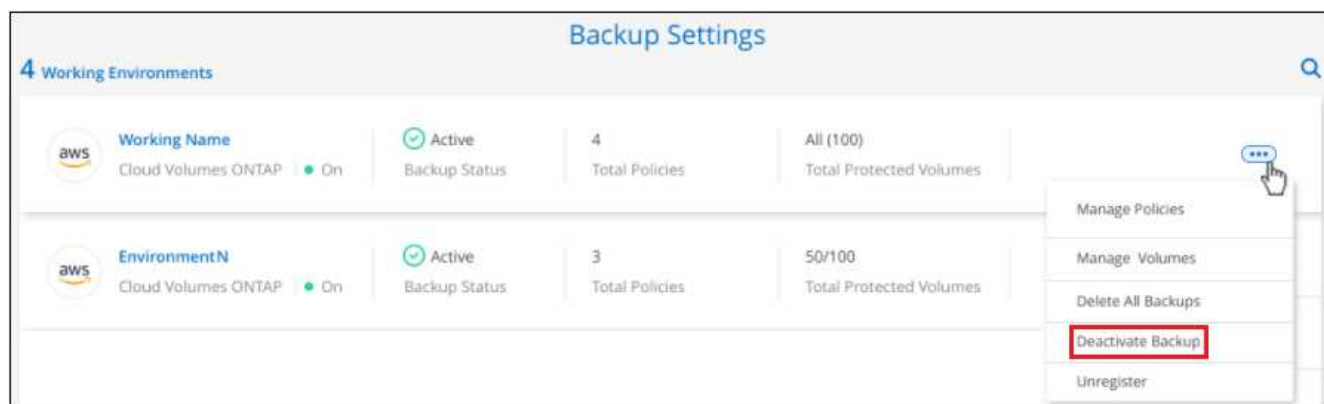 Backup Settings
4 Working Environments
aws
Working Name
Cloud Volumes ONTAP On
Active
Backup Status
4
Total Policies
All (100)
Total Protected Volumes
Manage Policies
Manage Volumes
Delete All Backups
Deactivate Backup
Unregister
aws
EnvironmentN
Cloud Volumes ONTAP On
Active
Backup Status
3
Total Policies
50/100
Total Protected Volumes